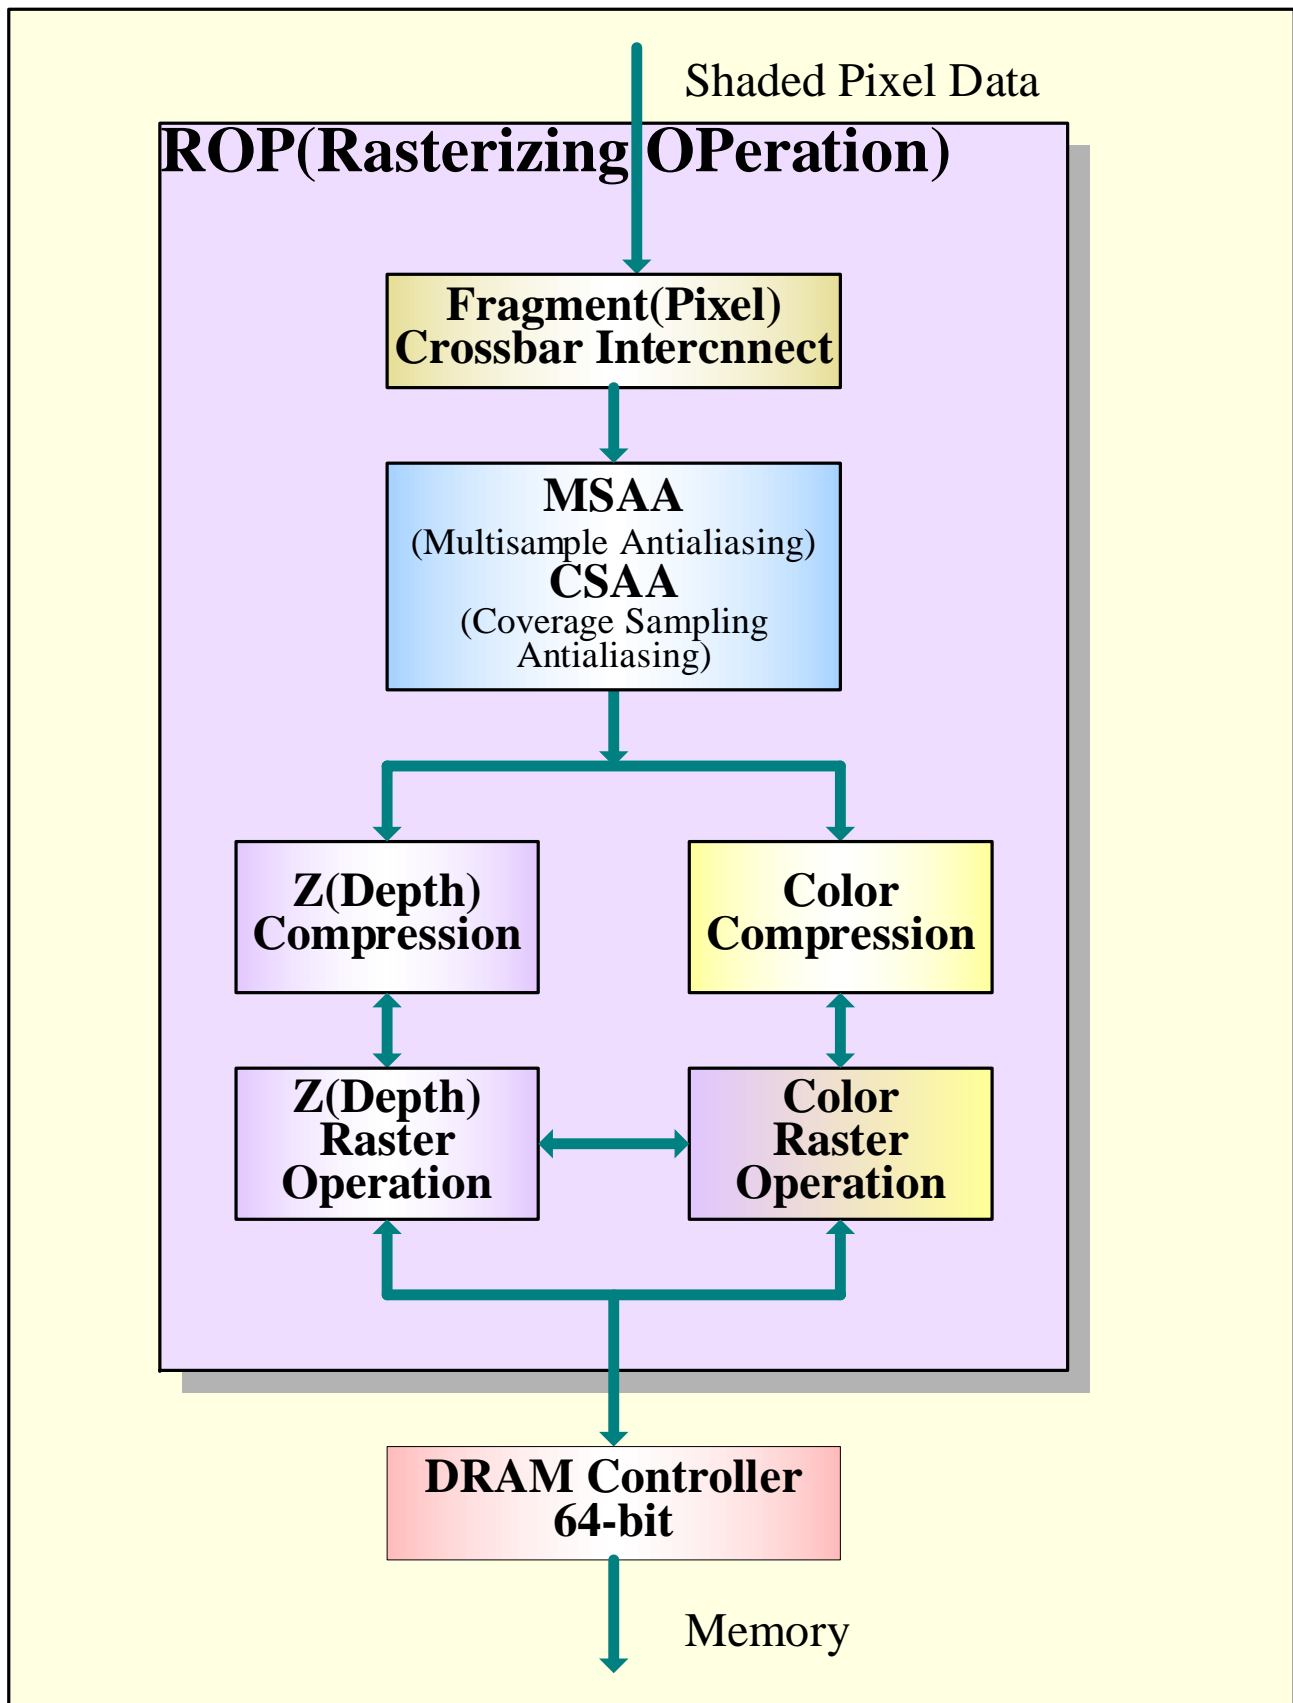 Shaded Pixel Data
ROP(Rasterizing OPeration)
Fragment(Pixel)
Crossbar Intercnnect
MSAA
(Multisample Antialiasing)
CSAA
(Coverage Sampling
Antialiasing)
Z(Depth)
Compression
Color
Compression
Z(Depth)
Raster
Operation
Color
Raster
Operation
DRAM Controller
64-bit
Memory